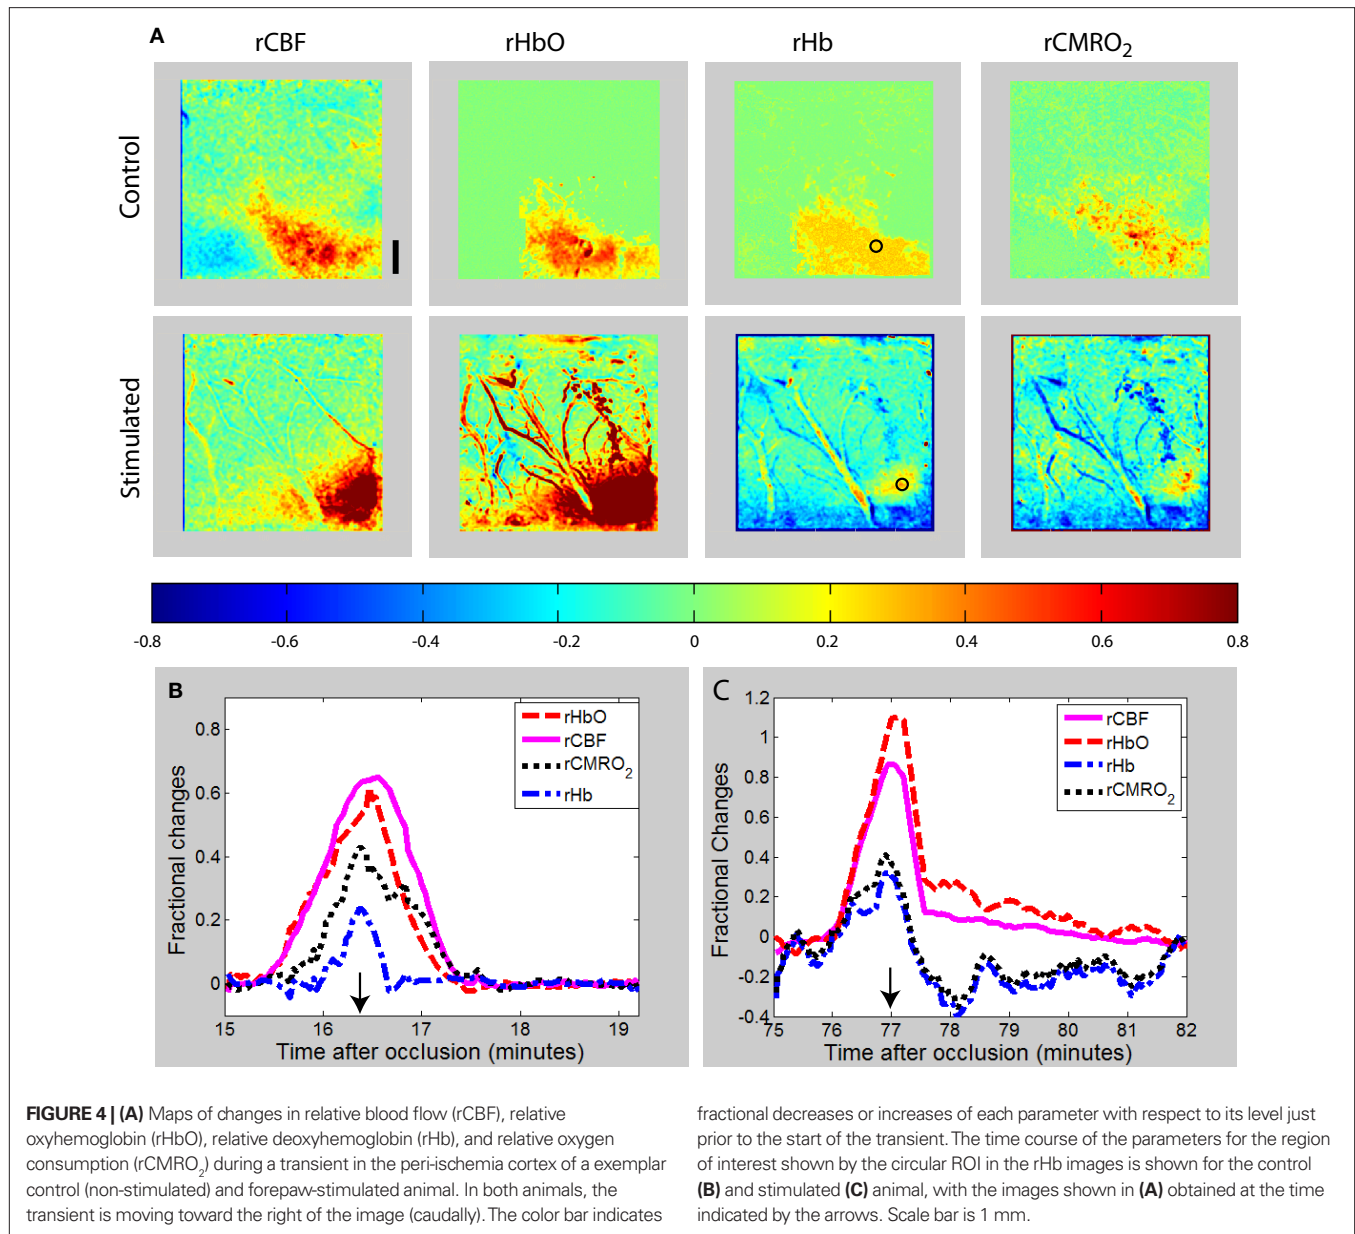 A
rCBF
rHbO
rHb
rCMRO2
Control
Stimulated
-0.8 -0.6 -0.4 -0.2 0 0.2 0.4 0.6 0.8
B
Fractional changes
0.8
0.6
0.4
0.2
0
rHbO
rCBF
rCMRO2
rHb
15 16 17 18 19
Time after occlusion (minutes)
C
Fractional Changes
1.2
1
0.8
0.6
0.4
0.2
0
-0.2
-0.4
rCBF
rHbO
rHb
rCMRO2
75 76 77 78 79 80 81 82
Time after occlusion (minutes)
FIGURE 4 | (A) Maps of changes in relative blood flow (rCBF), relative
oxyhemoglobin (rHbO), relative deoxyhemoglobin (rHb), and relative oxygen
consumption (rCMRO2) during a transient in the peri-ischemia cortex of a exemplar
control (non-stimulated) and forepaw-stimulated animal. In both animals, the
transient is moving toward the right of the image (caudally). The color bar indicates
fractional decreases or increases of each parameter with respect to its level just
prior to the start of the transient. The time course of the parameters for the region
of interest shown by the circular ROI in the rHb images is shown for the control
(B) and stimulated (C) animal, with the images shown in (A) obtained at the time
indicated by the arrows. Scale bar is 1 mm.